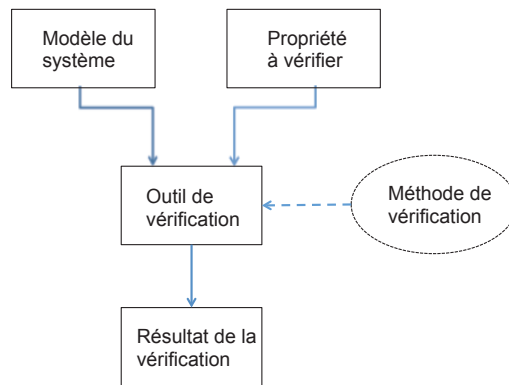 Modèle du
système
Propriété
à vérifier
Outil de
vérification
Méthode de
vérification
Résultat de la
vérification